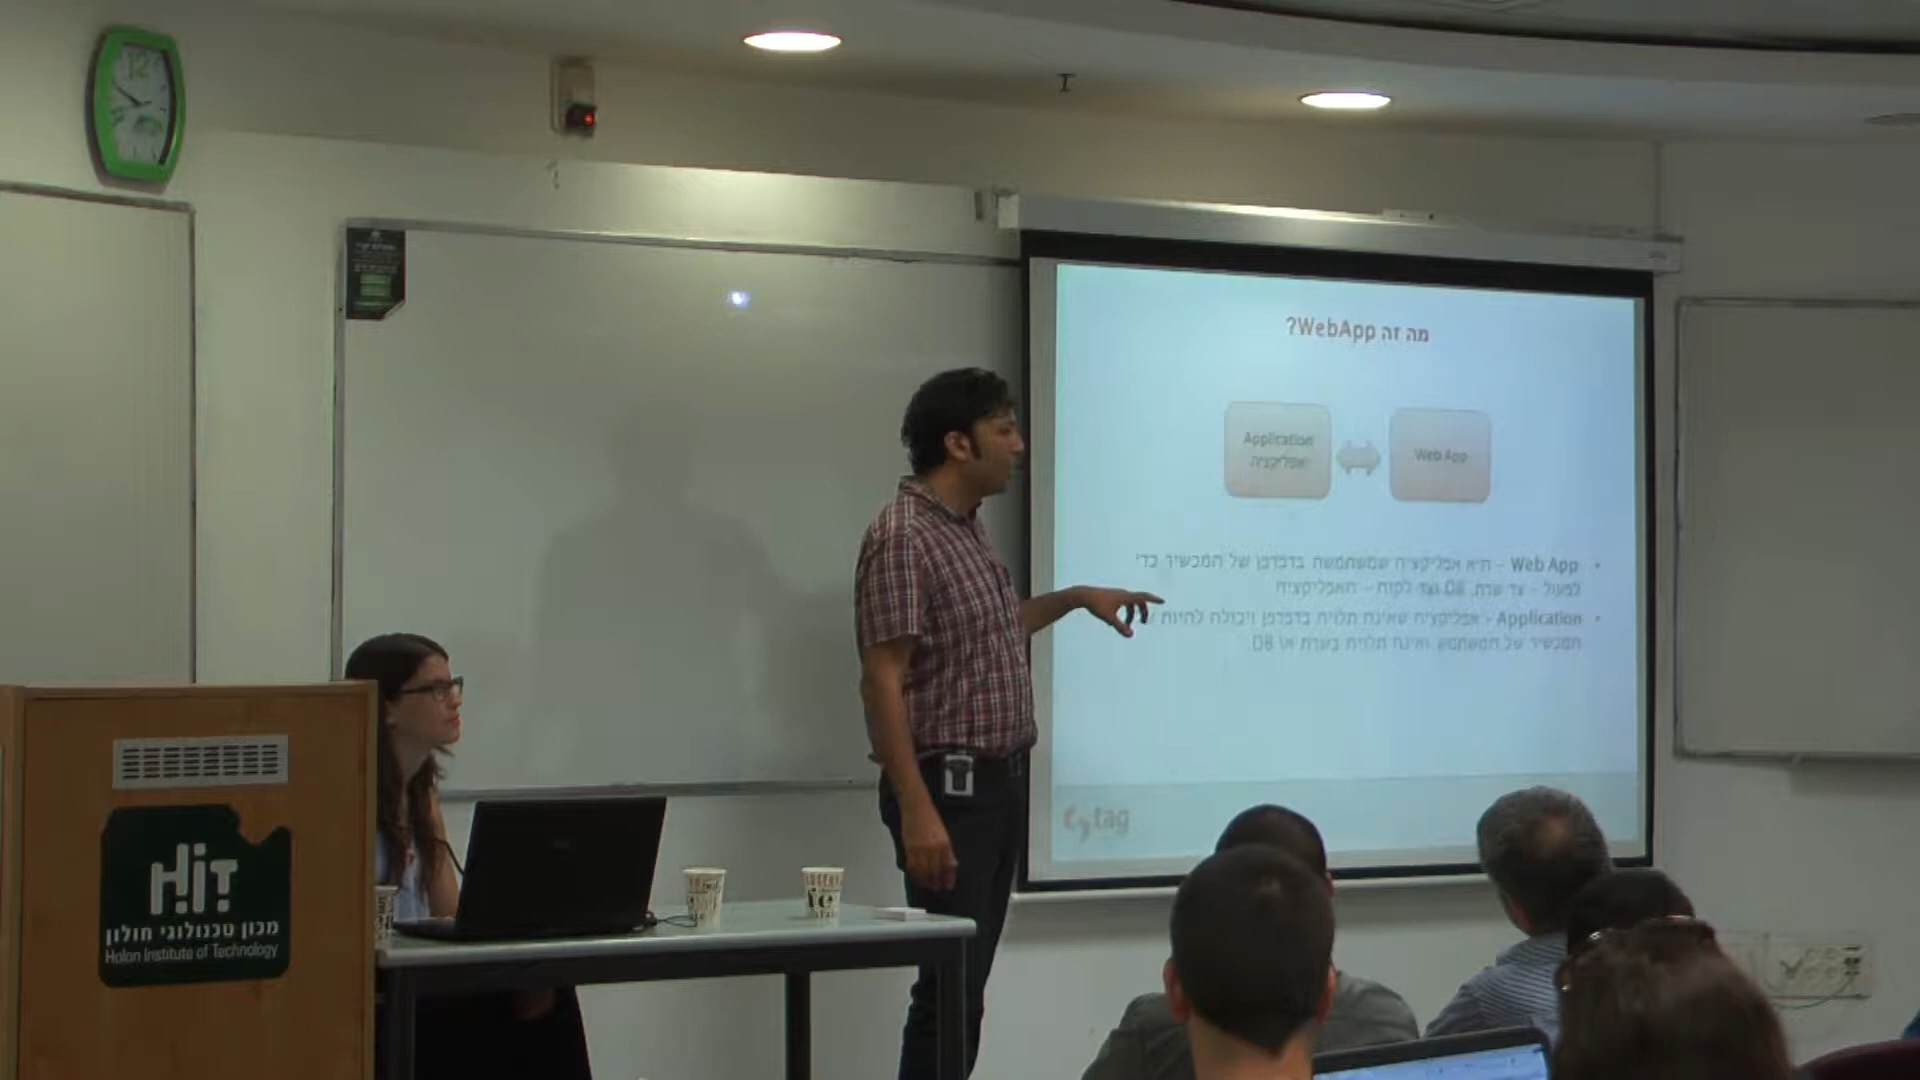 12
מה זה WebApp?
Application
אפליקציה
Web App
Web App - היא אפליקציה שמשתמשת בדפדפן של המכשיר כדי
לפעול - צד שרת, DB וצד לקוח - האפליקציה
Application - אפליקציה שאינה תלויה בדפדפן ויכולה להיות
המכשיר של המשתמש ואינה תלויה בשרת או DB.
tag
HiT
מכון טכנולוגי חולון
Holon Institute of Technology